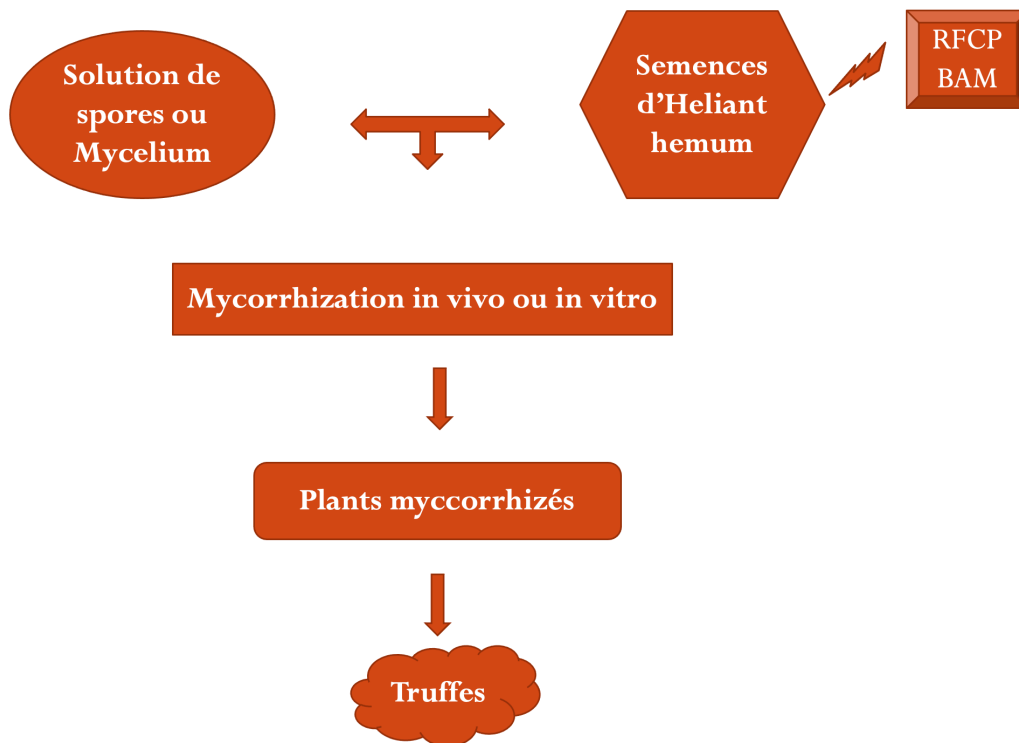 Solution de
spores ou
Mycelium
Semences
d'Heliant
hemum
RFCP
BAM
Mycorrhization in vivo ou in vitro
Plants myccorrhizés
Truffes